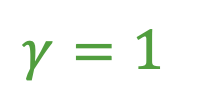 γ = 1